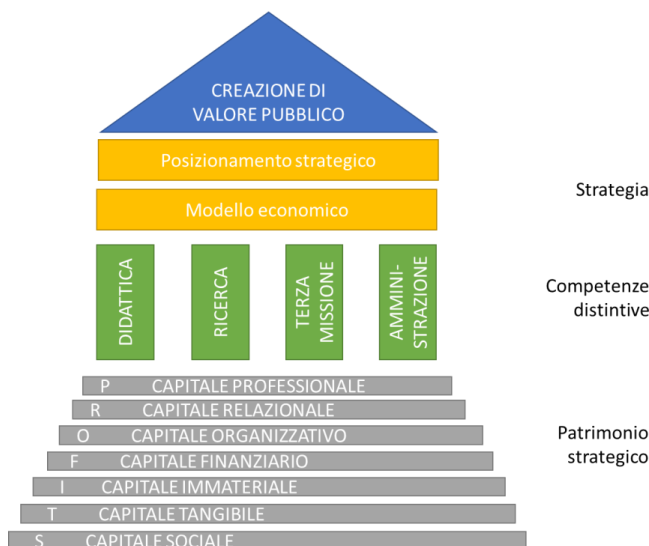 CREAZIONE DI
VALORE PUBBLICO
Posizionamento strategico
Modello economico
Strategia
DIDATTICA
RICERCA
TERZA
MISSIONE
AMMINI-
STRAZIONE
Competenze
distintive
P CAPITALE PROFESSIONALE
R CAPITALE RELAZIONALE
O CAPITALE ORGANIZZATIVO
F CAPITALE FINANZIARIO
I CAPITALE IMMATERIALE
T CAPITALE TANGIBILE
S CAPITALE SOCIALE
Patrimonio
strategico